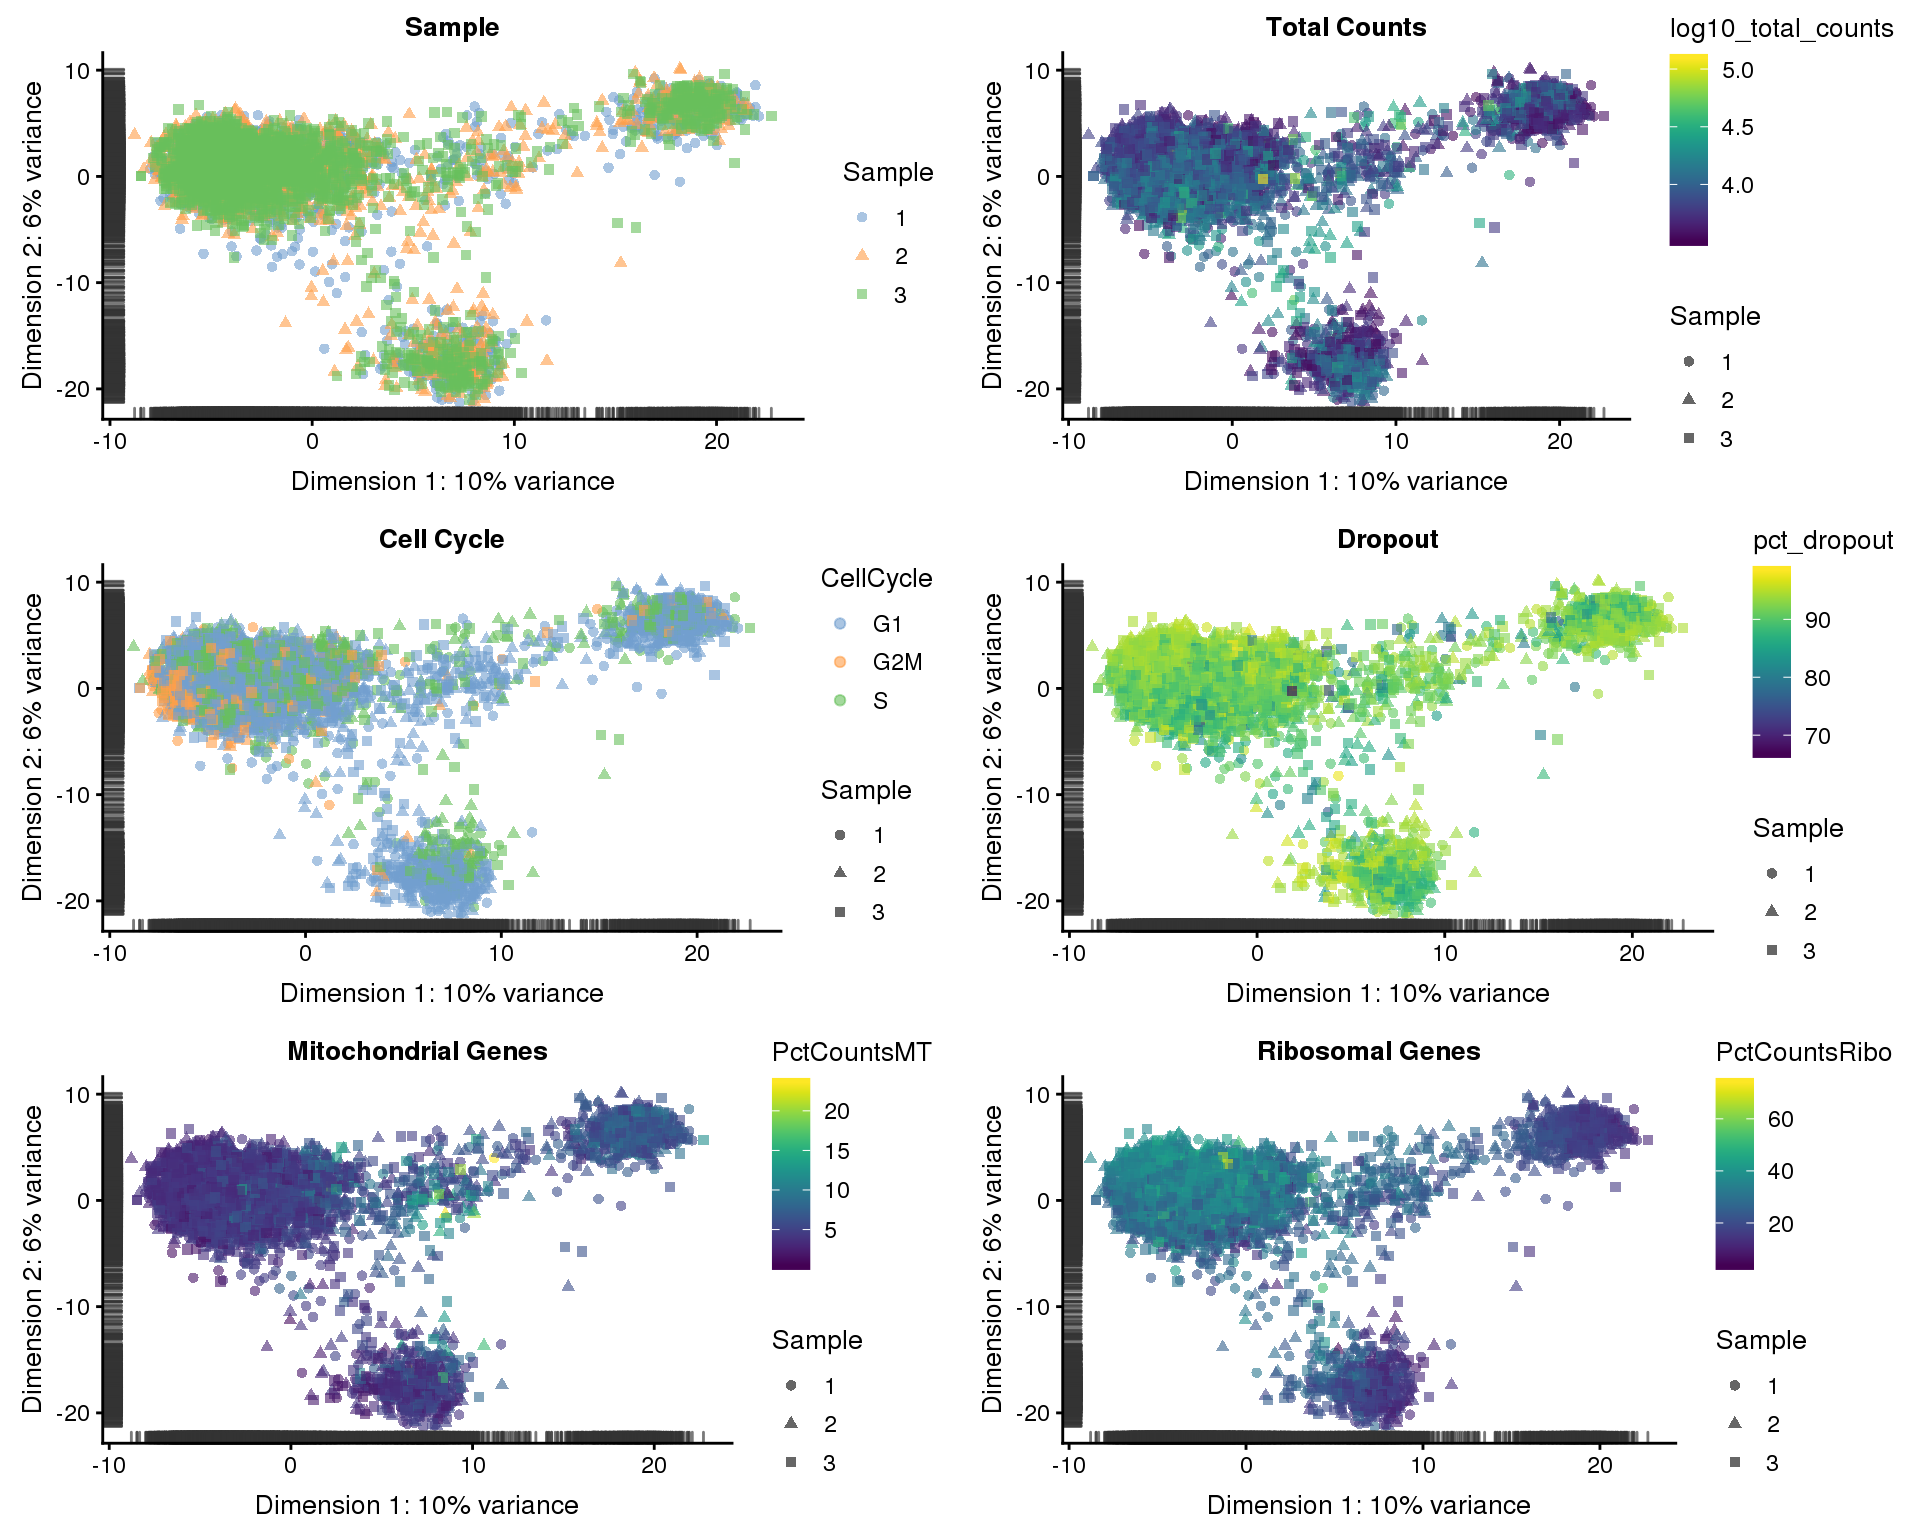 Sample
Dimension 2: 6% variance
10
0
-10
-20
-10
0
10
20
Dimension 1: 10% variance
Sample
1
2
3
Total Counts
Dimension 2: 6% variance
10
0
-10
-20
-10
0
10
20
Dimension 1: 10% variance
log10_total_counts
5.0
4.5
4.0
Sample
1
2
3
Cell Cycle
Dimension 2: 6% variance
10
0
-10
-20
-10
0
10
20
Dimension 1: 10% variance
CellCycle
G1
G2M
S
Sample
1
2
3
Dropout
Dimension 2: 6% variance
10
0
-10
-20
-10
0
10
20
Dimension 1: 10% variance
pct_dropout
90
80
70
Sample
1
2
3
Mitochondrial Genes
Dimension 2: 6% variance
10
0
-10
-20
-10
0
10
20
Dimension 1: 10% variance
PctCountsMT
20
15
10
5
Sample
1
2
3
Ribosomal Genes
Dimension 2: 6% variance
10
0
-10
-20
-10
0
10
20
Dimension 1: 10% variance
PctCountsRibo
60
40
20
Sample
1
2
3